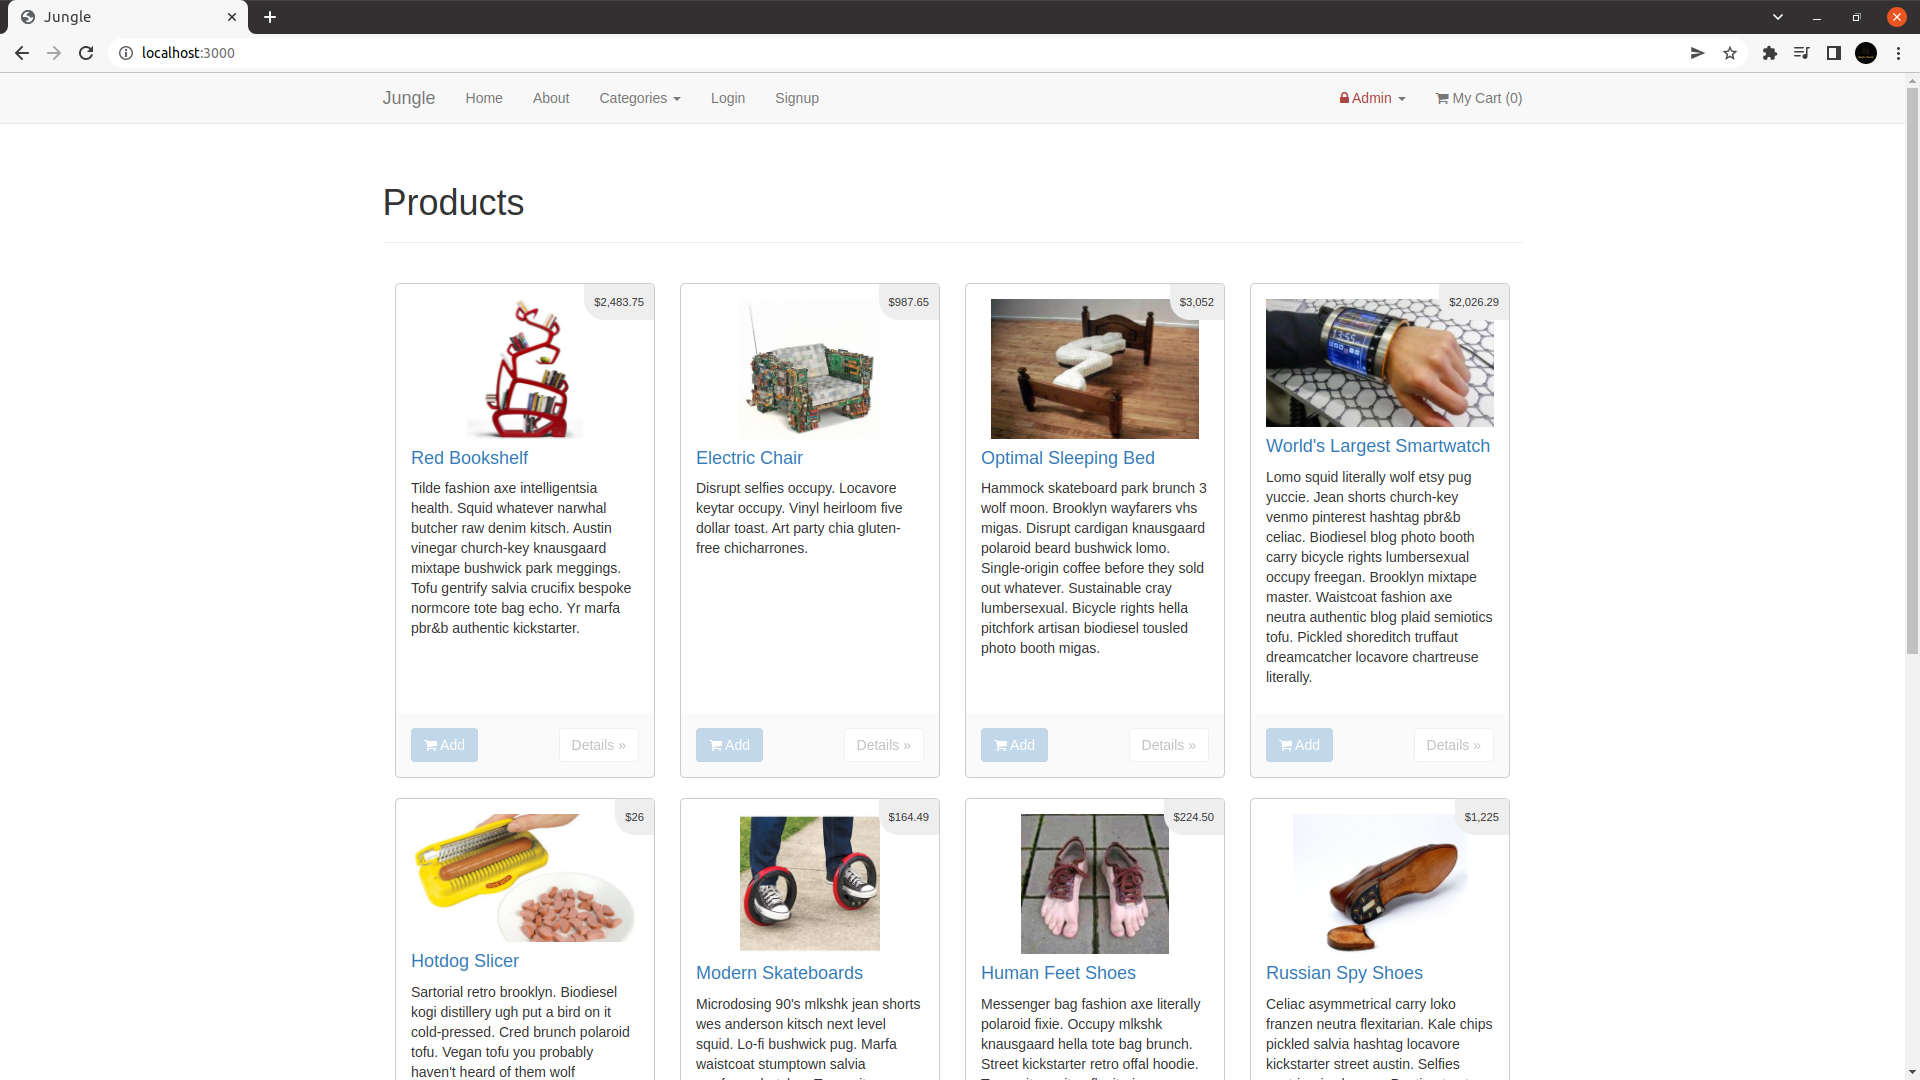 Jungle
localhost:3000
Jungle
Home
About
Categories
Login
Signup
Admin
My Cart (0)
Products
$2,483.75
Red Bookshelf
Tilde fashion axe intelligentsia
health. Squid whatever narwhal
butcher raw denim kitsch. Austin
vinegar church-key knausgaard
mixtape bushwick park meggings.
Tofu gentrify salvia crucifix bespoke
normcore tote bag echo. Yr marfa
pbr&b authentic kickstarter.
Add
Details »
$987.65
Electric Chair
Disrupt selfies occupy. Locavore
keytar occupy. Vinyl heirloom five
dollar toast. Art party chia gluten-
free chicharrones.
Add
Details »
$3,052
Optimal Sleeping Bed
Hammock skateboard park brunch 3
wolf moon. Brooklyn wayfarers vhs
migas. Disrupt cardigan knausgaard
polaroid beard bushwick lomo.
Single-origin coffee before they sold
out whatever. Sustainable cray
lumbersexual. Bicycle rights hella
pitchfork artisan biodiesel tousled
photo booth migas.
Add
Details »
$2,026.29
13:55
World's Largest Smartwatch
Lomo squid literally wolf etsy pug
yuccie. Jean shorts church-key
venmo pinterest hashtag pbr&b
celiac. Biodiesel blog photo booth
carry bicycle rights lumbersexual
occupy freegan. Brooklyn mixtape
master. Waistcoat fashion axe
neutra authentic blog plaid semiotics
tofu. Pickled shoreditch truffaut
dreamcatcher locavore chartreuse
literally.
Add
Details »
$26
Hotdog Slicer
Sartorial retro brooklyn. Biodiesel
kogi distillery ugh put a bird on it
cold-pressed. Cred brunch polaroid
tofu. Vegan tofu you probably
haven't heard of them wolf
$164.49
Modern Skateboards
Microdosing 90's mlkshk jean shorts
wes anderson kitsch next level
squid. Lo-fi bushwick pug. Marfa
waistcoat stumptown salvia
$224.50
Human Feet Shoes
Messenger bag fashion axe literally
polaroid fixie. Occupy mlkshk
knausgaard hella tote bag brunch.
Street kickstarter retro offal hoodie.
$1,225
Russian Spy Shoes
Celiac asymmetrical carry loko
franzen neutra flexitarian. Kale chips
pickled salvia hashtag locavore
kickstarter street austin. Selfies